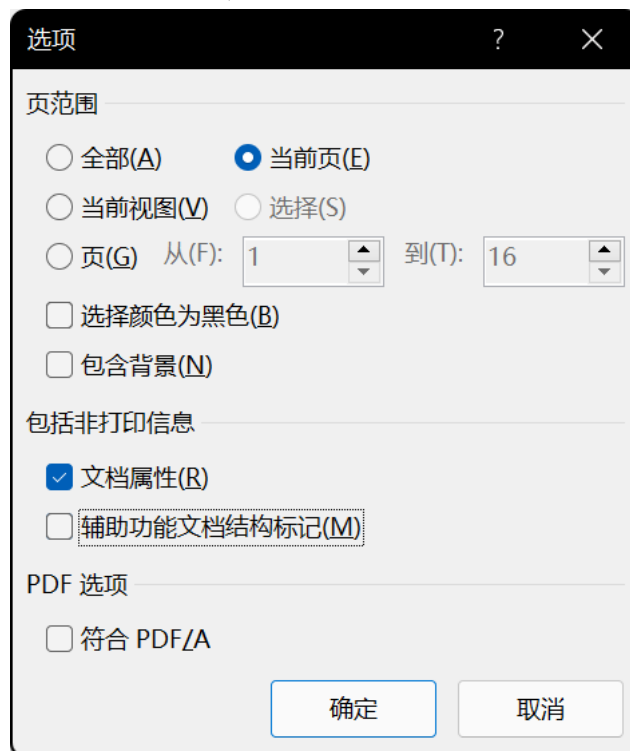 选项 ?
页范围
全部(A) 当前页(E)
当前视图(V) 选择(S)
页(G) 从(F): 1 到(T): 16
选择颜色为黑色(B)
包含背景(N)
包括非打印信息
文档属性(R)
辅助功能文档结构标记(M)
PDF 选项
符合 PDF/A
确定 取消